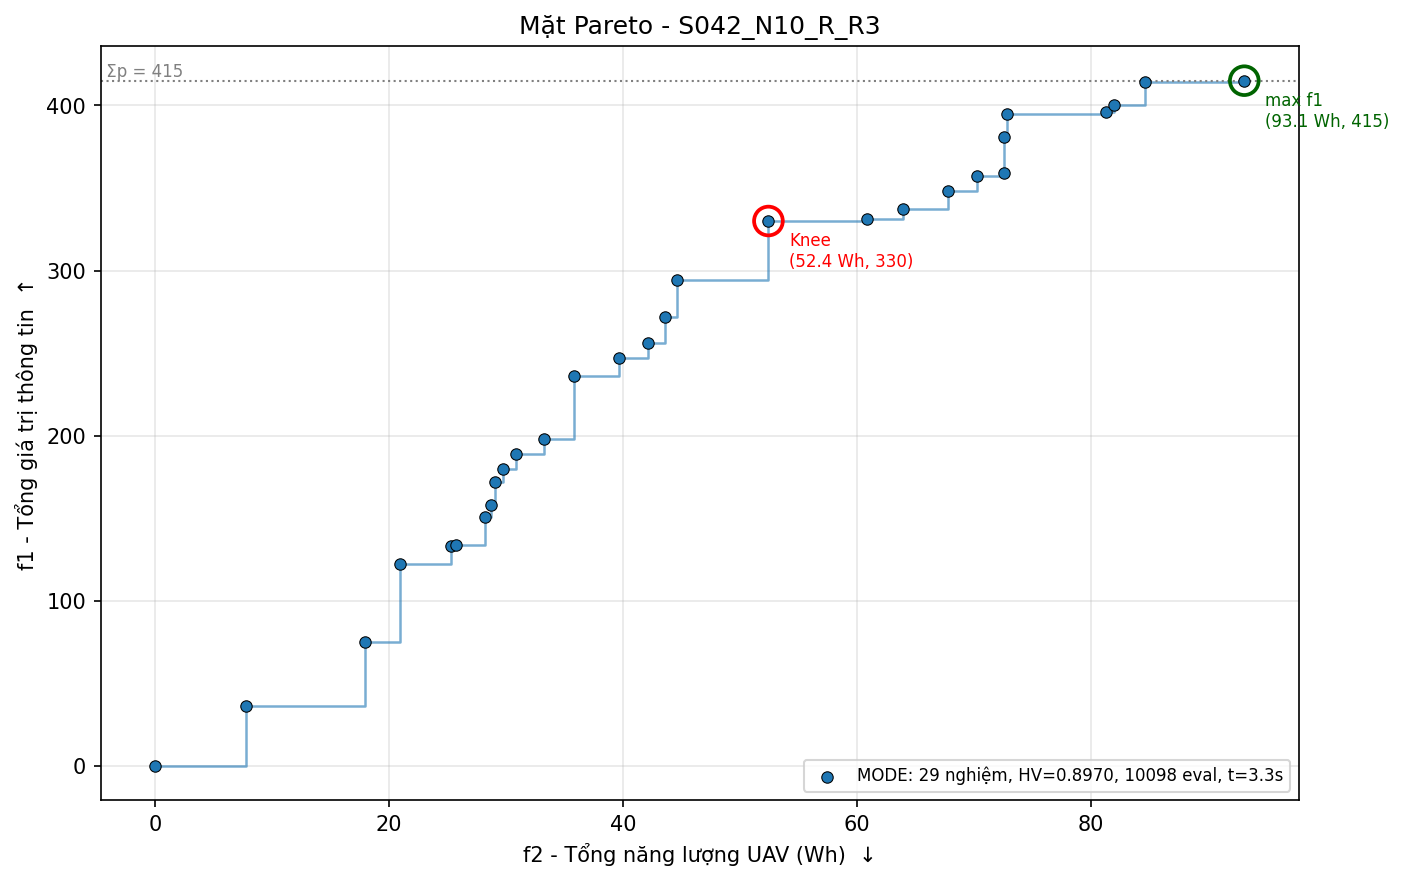 Mặt Pareto - S042_N10_R_R3
Σp = 415
max f1
(93.1 Wh, 415)
Knee
(52.4 Wh, 330)
400
300
200
100
0
f1 - Tổng giá trị thông tin ↑
MODE: 29 nghiệm, HV=0.8970, 10098 eval, t=3.3s
0 20 40 60 80
f2 - Tổng năng lượng UAV (Wh) ↓